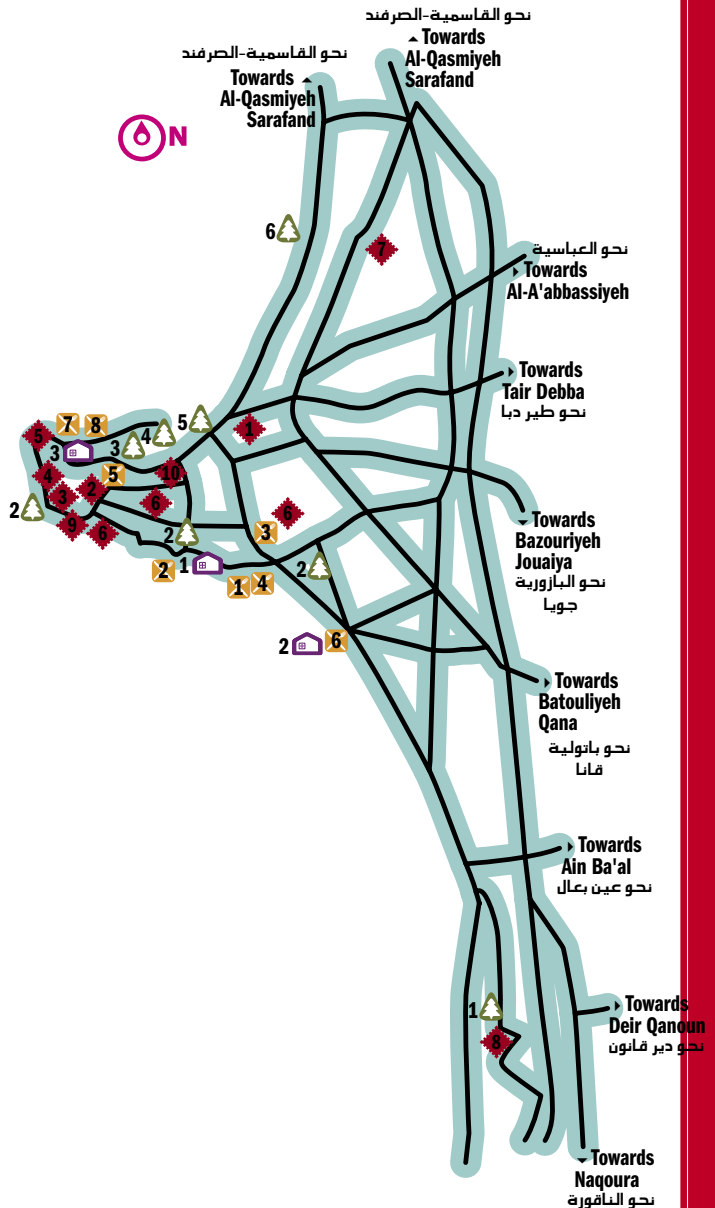 نحو القاسمية-الصرفند
Towards
Al-Qasmiyeh
Sarafand
نحو القاسمية-الصرفند
Towards
Al-Qasmiyeh
Sarafand
N
6
7
نحو العباسية
Towards
Al-A'abbassiyeh
Towards
Tair Debba
نحو طير دبا
7
8
5
5
4
3
1
3
4
5
10
3
2
6
2
9
6
2
3
6
2
1
2
1
4
2
6
Towards
Bazouriyeh
Jouaiya
نحو البازورية
جويا
Towards
Batouliyeh
Qana
نحو باتولية
قانا
Towards
Ain Ba'al
نحو عين بعال
1
8
Towards
Deir Qanoun
نحو دير قانون
Towards
Naqoura
نحو الناقورة